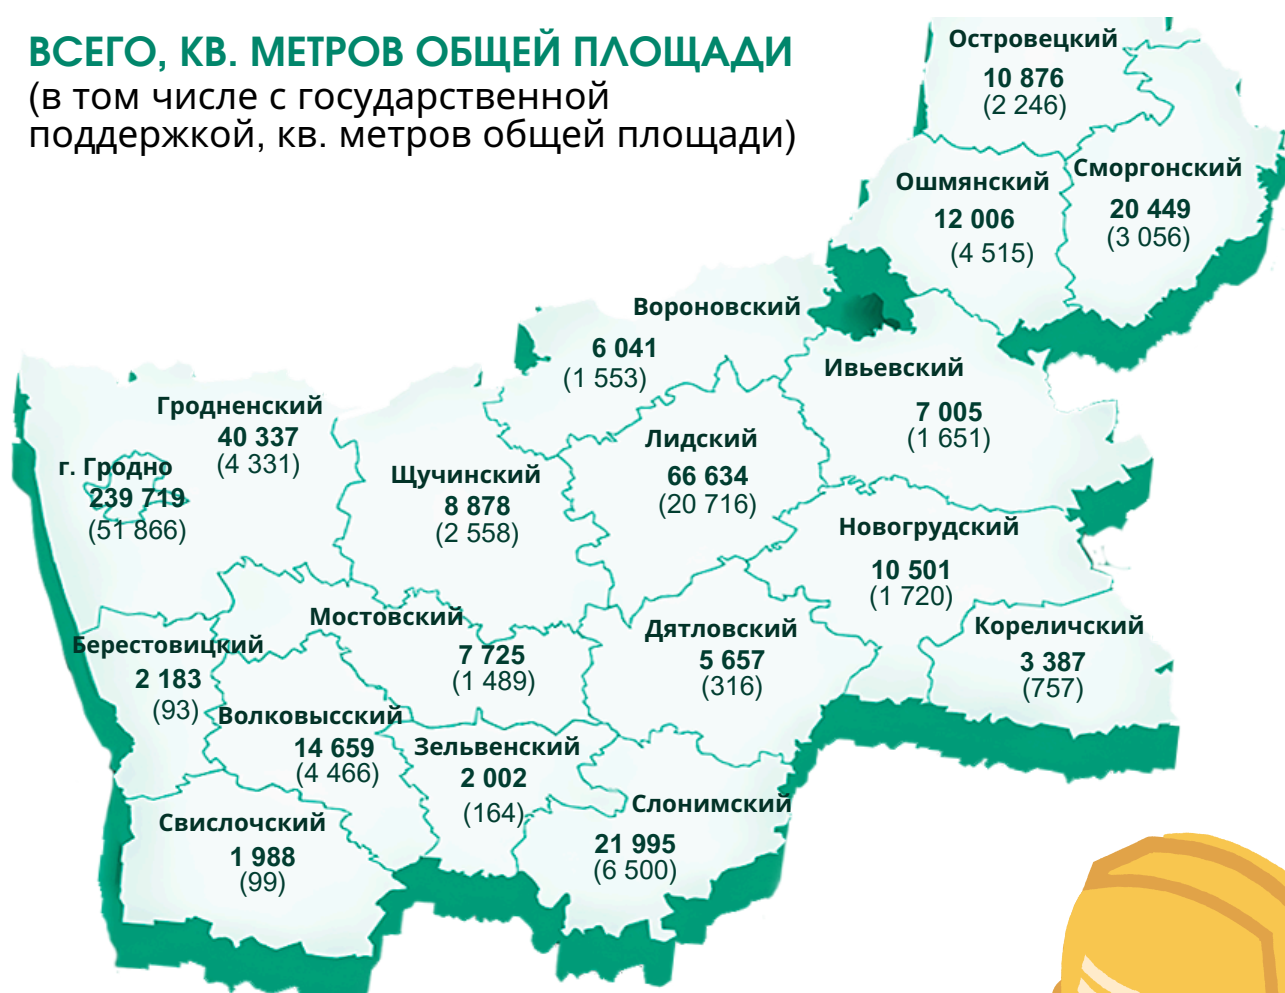 ВСЕГО, КВ. МЕТРОВ ОБЩЕЙ ПЛОЩАДИ
(в том числе с государственной
поддержкой, кв. метров общей площади)
Островецкий
10 876
(2 246)
Ошмянский
12 006
(4 515)
Сморгонский
20 449
(3 056)
Вороновский
6 041
(1 553)
Ивьевский
7 005
(1 651)
Гродненский
40 337
(4 331)
г. Гродно
239 719
(51 866)
Щучинский
8 878
(2 558)
Лидский
66 634
(20 716)
Новогрудский
10 501
(1 720)
Мостовский
7 725
(1 489)
Дятловский
5 657
(316)
Кореличский
3 387
(757)
Берестовицкий
2 183
(93)
Волковысский
14 659
(4 466)
Зельвенский
2 002
(164)
Слонимский
21 995
(6 500)
Свислочский
1 988
(99)